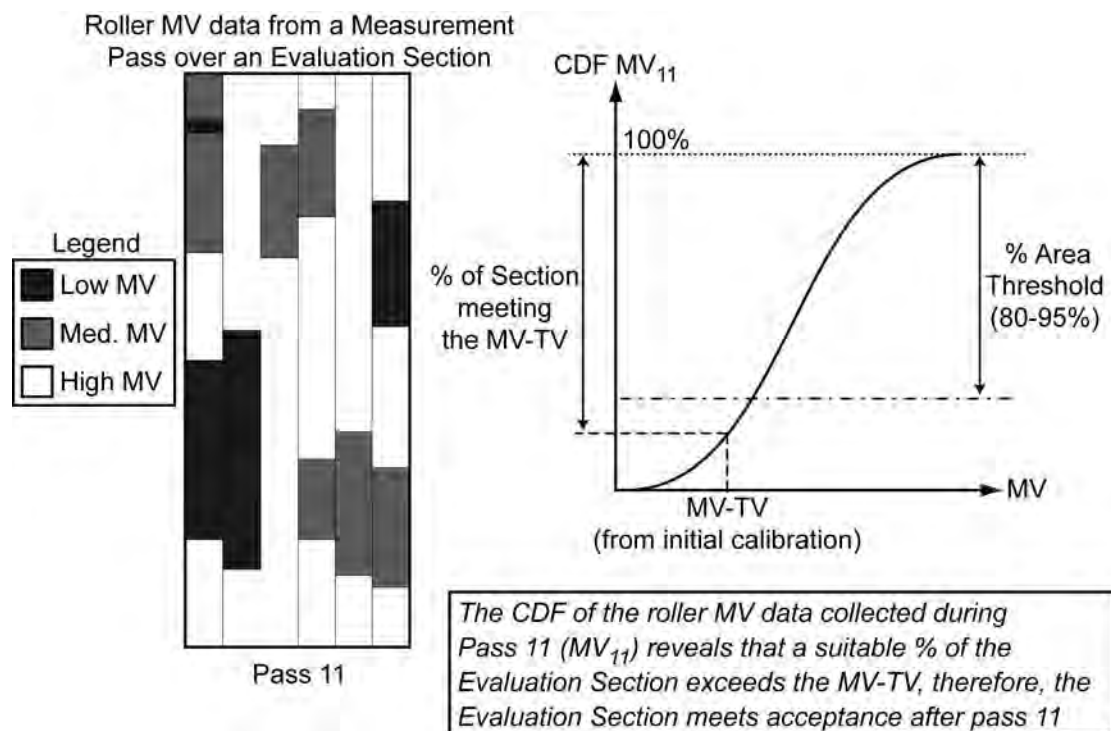 Roller MV data from a Measurement
Pass over an Evaluation Section
Legend
Low MV
Med. MV
High MV
Pass 11
CDF MV₁₁
100%
% of Section
meeting
the MV-TV
% Area
Threshold
(80-95%)
MV
MV-TV
(from initial calibration)
The CDF of the roller MV data collected during
Pass 11 (MV₁₁) reveals that a suitable % of the
Evaluation Section exceeds the MV-TV, therefore, the
Evaluation Section meets acceptance after pass 11